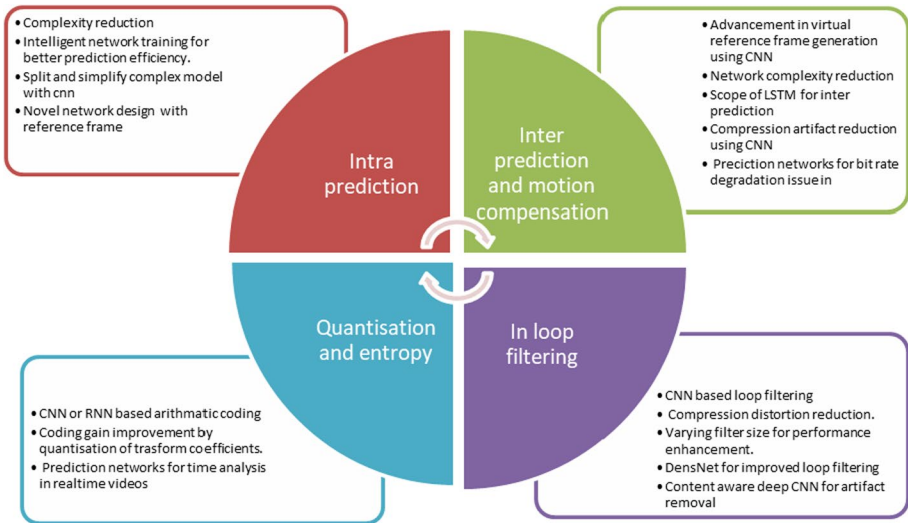 • Complexity reduction
• Intelligent network training for
better prediction efficiency.
• Split and simplify complex model
with cnn
• Novel network design with
reference frame
• Advancement in virtual
reference frame generation
using CNN
• Network complexity reduction
• Scope of LSTM for inter
prediction
• Compression artifact reduction
using CNN
• Preciction networks for bit rate
degradation issue in
Intra
prediction
Inter
prediction
and motion
compensation
Quantisation
and entropy
In loop
filtering
• CNN or RNN based arithmatic coding
• Coding gain improvement by
quantisation of trasform coefficients.
• Prediction networks for time analysis
in realtime videos
• CNN based loop filtering
• Compression distortion reduction.
• Varying filter size for performance
enhancement.
• DensNet for improved loop filtering
• Content aware deep CNN for artifact
removal